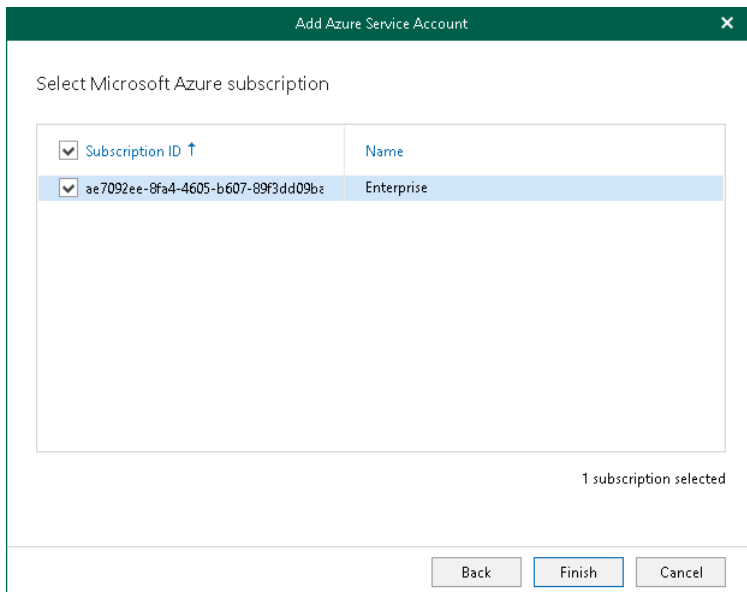 Add Azure Service Account
Select Microsoft Azure subscription
Subscription ID ↑ Name
ae7092ee-8fa4-4605-b607-89f3dd09ba Enterprise
1 subscription selected
Back Finish Cancel